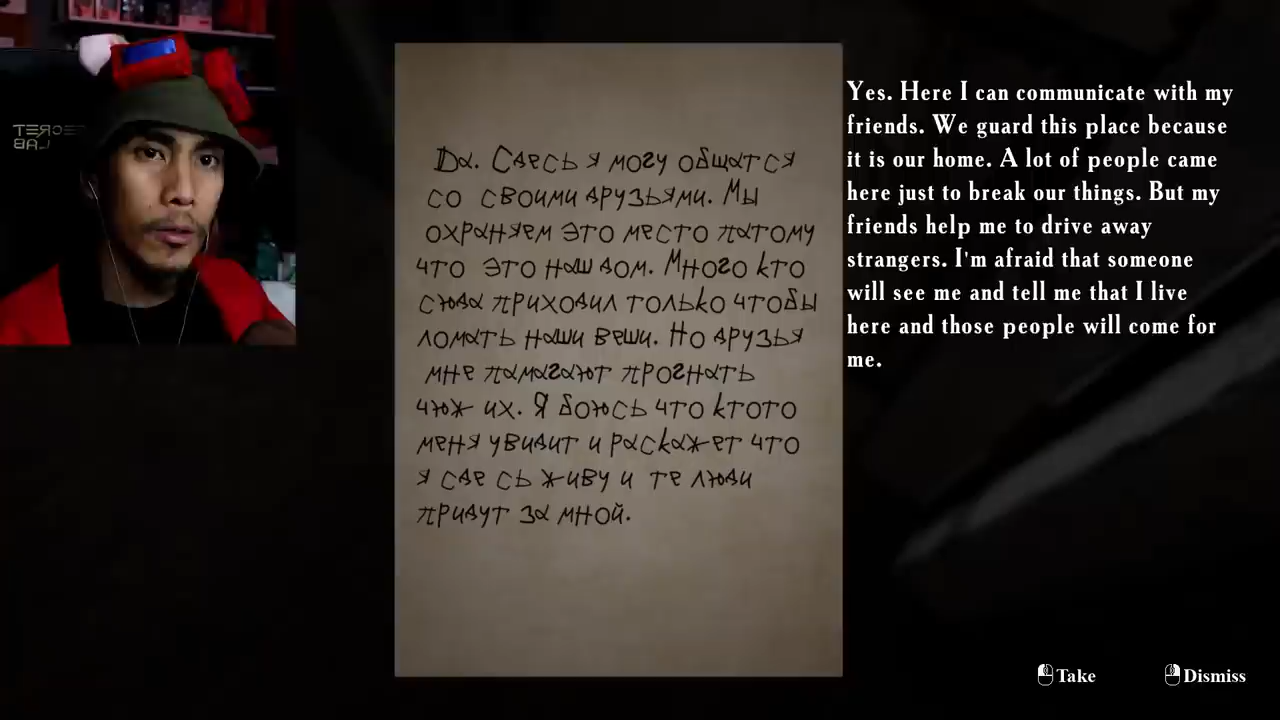 TERCES
BAL
Да. Сдесь я могу общатся
со своими друзьями. Мы
охраняем это место патому
что это наш дом. Много кто
сюда приходил только чтобы
ломать наши веши. Но друзья
мне памагают прогнать
чюж их. Я боюсь что ктото
меня увидит и раскажет что
я сде сь живу и те люди
придут за мной.
Yes. Here I can communicate with my
friends. We guard this place because
it is our home. A lot of people came
here just to break our things. But my
friends help me to drive away
strangers. I'm afraid that someone
will see me and tell me that I live
here and those people will come for
me.
Take
Dismiss